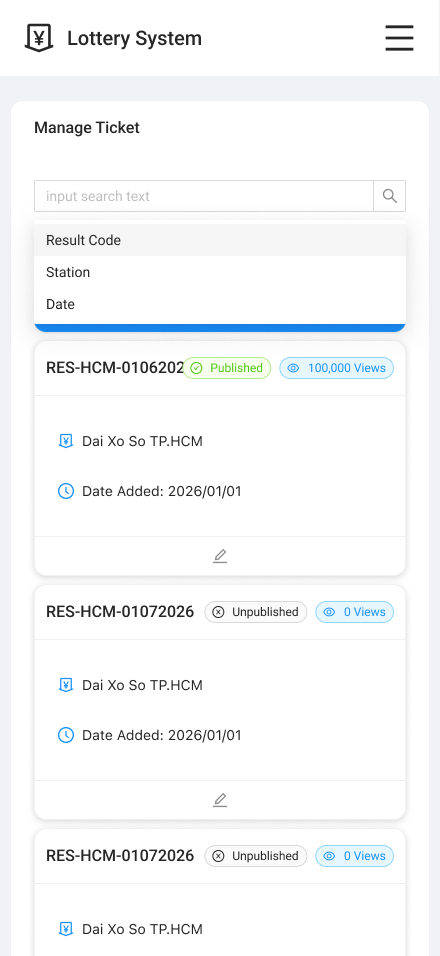 Lottery System
Manage Ticket
input search text
Result Code
Station
Date
RES-HCM-0106202 Published 100,000 Views
Dai Xo So TP.HCM
Date Added: 2026/01/01
RES-HCM-01072026 Unpublished 0 Views
Dai Xo So TP.HCM
Date Added: 2026/01/01
RES-HCM-01072026 Unpublished 0 Views
Dai Xo So TP.HCM